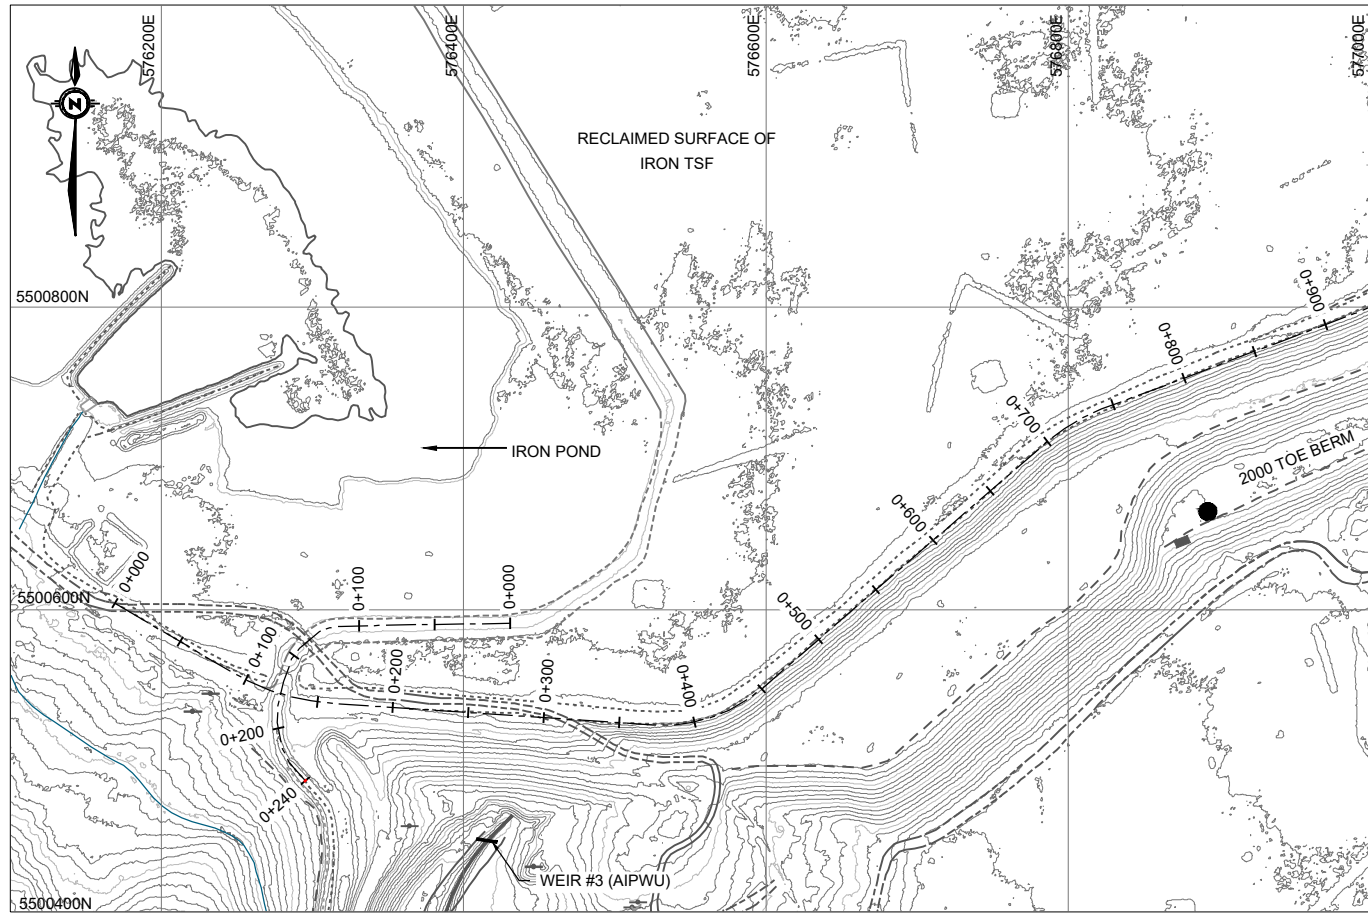 576200E
576400E
576600E
576800E
577000E
N
RECLAIMED SURFACE OF
IRON TSF
5500800N
0+900
0+800
0+700
IRON POND
2000 TOE BERM
0+600
0+000
0+100
0+000
5500600N
0+500
0+100
0+200
0+300
0+400
0+200
0+240
WEIR #3 (AIPWU)
5500400N